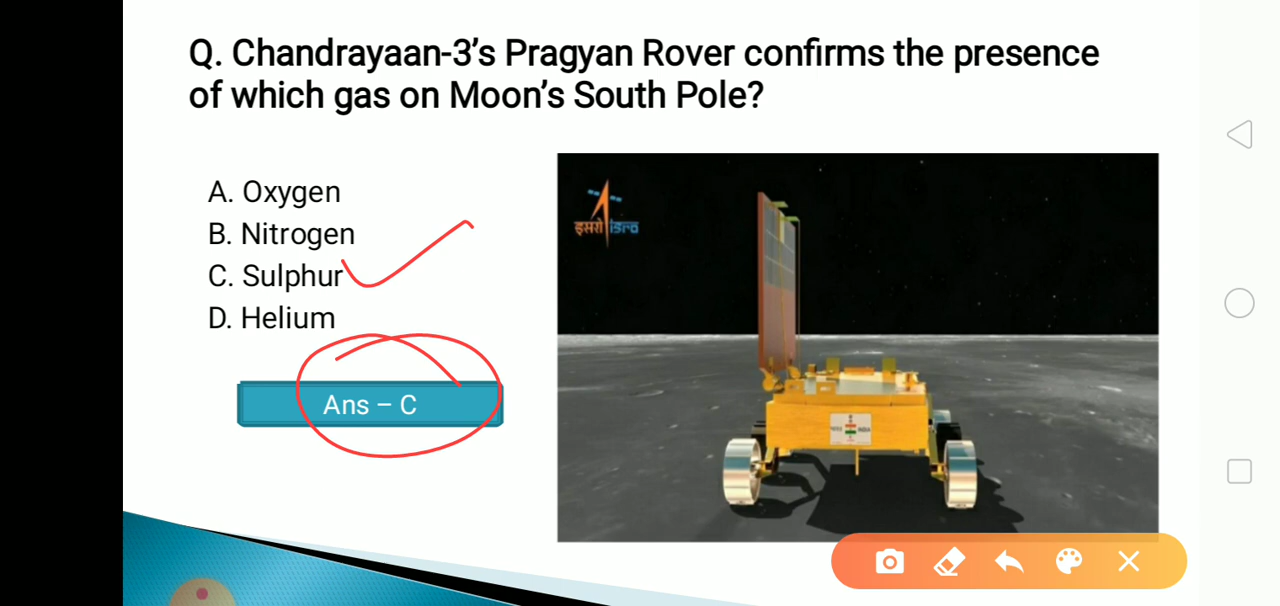 Q. Chandrayaan-3’s Pragyan Rover confirms the presence
of which gas on Moon’s South Pole?
A. Oxygen
B. Nitrogen
C. Sulphur
D. Helium
Ans – C
इसरो isro
INDIA